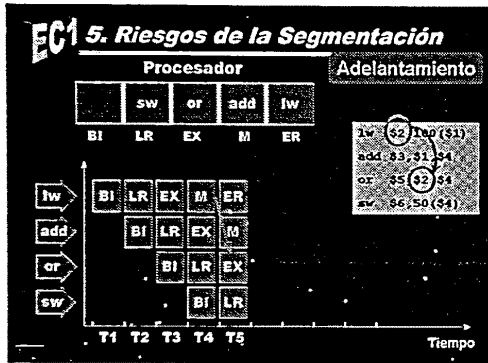 EC1 5. Riesgos de la Segmentación
Procesador
Adelantamiento
sw or add lw
BI LR EX M ER
lw $2,100($1)
add $3,$1,$4
or $5,$2,$4
sw $6,50($4)
lw BI LR EX M ER
add BI LR EX M
or BI LR EX
sw BI LR
T1 T2 T3 T4 T5
Tiempo